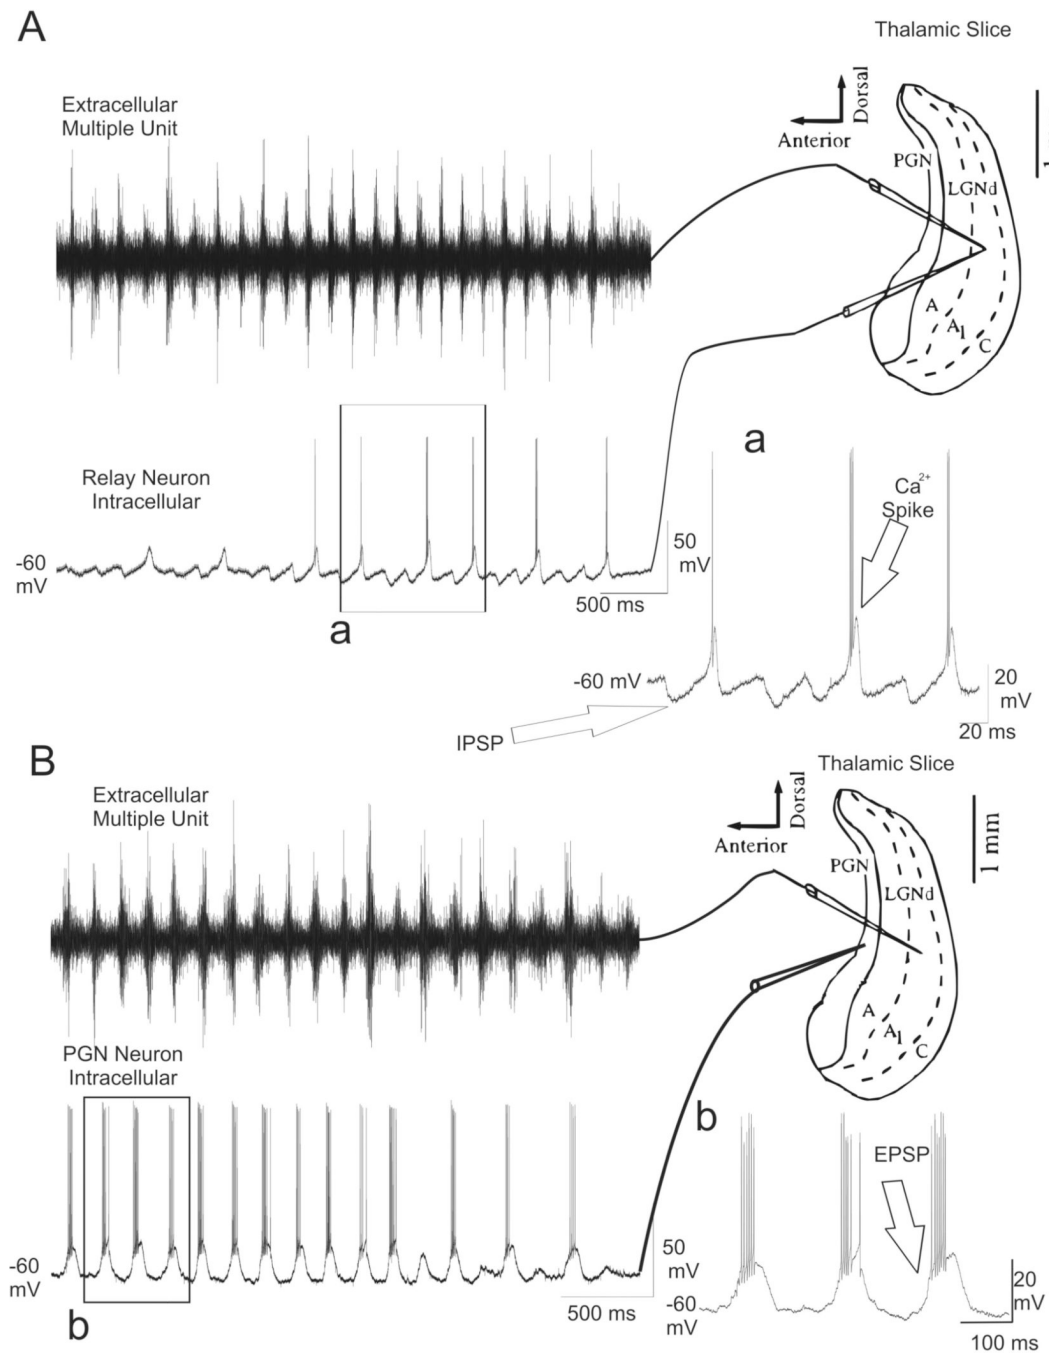 A
Thalamic Slice
Extracellular
Multiple Unit
Dorsal
Anterior
PGN
LGNd
A
A1
C
Relay Neuron
Intracellular
-60
mV
50
mV
500 ms
a
a
Ca2+
Spike
-60 mV
20
mV
20 ms
IPSP
B
Thalamic Slice
Extracellular
Multiple Unit
Dorsal
Anterior
1 mm
PGN
LGNd
A
A1
C
PGN Neuron
Intracellular
-60
mV
50
mV
500 ms
b
b
EPSP
-60
mV
20
mV
100 ms